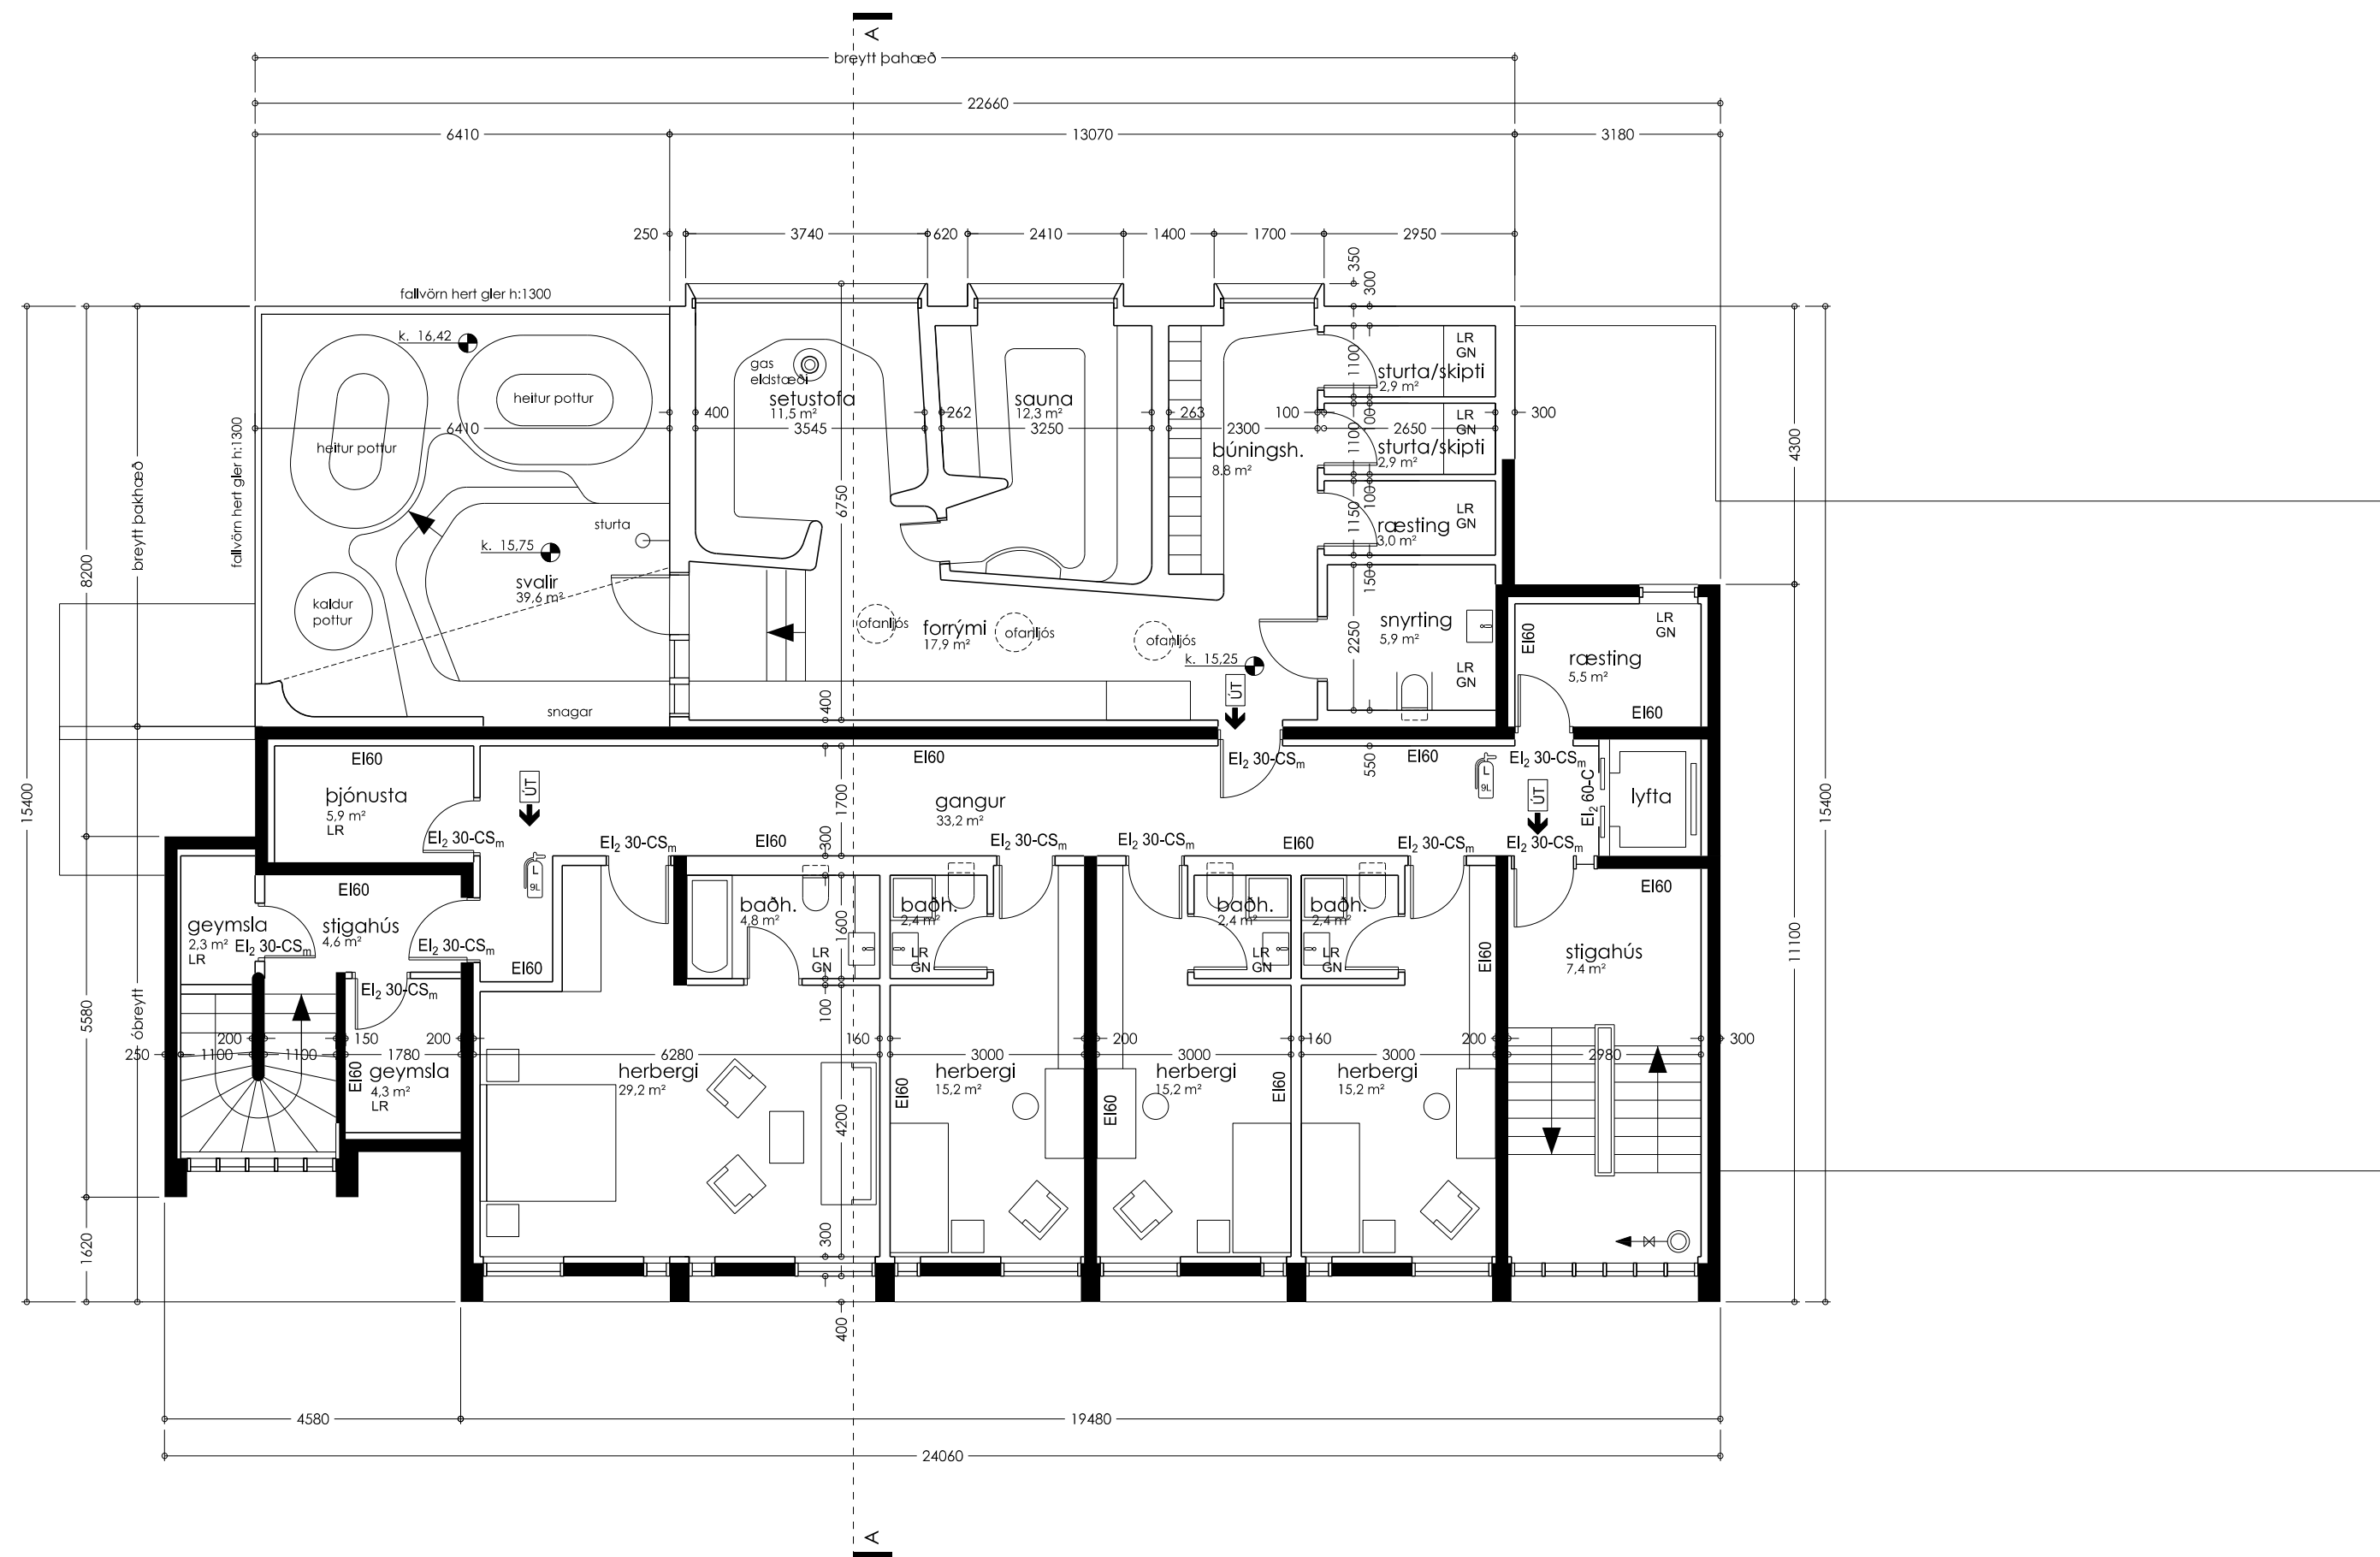 A
breytt þahæð
22660
6410
13070
3180
250
3740
620
2410
1400
1700
2950
350
300
fallvörn hert gler h:1300
k. 16,42
heitur pottur
heitur pottur
6410
fallvörn hert gler h:1300
breytt þakhæð
8200
15400
gas
eldstæði
setustofa
11,5 m²
400
3545
262
sauna
12,3 m²
3250
263
2300
búningsh.
8.8 m²
100
1100
sturta/skipti
2,9 m²
LR
GN
100
1100
2650
sturta/skipti
2,9 m²
LR
GN
300
4300
6750
sturta
k. 15,75
svalir
39,6 m²
kaldur
pottur
100
1150
ræsting
3,0 m²
LR
GN
150
2250
snyrting
5,9 m²
LR
GN
ofanljós
forrými
17,9 m²
ofanljós
ofanljós
k. 15,25
ÚT
400
snagar
EI60
ræsting
5,5 m²
LR
GN
EI60
EI60
þjónusta
5,9 m²
LR
EI₂ 30-CSm
ÚT
EI60
1700
gangur
33,2 m²
EI₂ 30-CSm
550
EI60
L
9L
EI₂ 30-CSm
ÚT
EI₂ 60-C
lyfta
15400
L
9L
EI₂ 30-CSm
EI60
300
EI₂ 30-CSm
EI₂ 30-CSm
EI60
EI₂ 30-CSm
EI₂ 30-CSm
EI60
EI60
geymsla
2,3 m²
LR
EI₂ 30-CSm
stigahús
4,6 m²
EI₂ 30-CSm
EI60
baðh.
4,8 m²
LR
GN
1600
baðh.
2,4 m²
LR
GN
baðh.
2,4 m²
LR
GN
baðh.
2,4 m²
LR
GN
EI60
stigahús
7,4 m²
11100
EI₂ 30-CSm
100
5580
óbreytt
250
1100
200
1100
150
1780
200
6280
160
3000
200
3000
160
3000
200
2980
300
EI60
geymsla
4,3 m²
LR
herbergi
29,2 m²
EI60
herbergi
15,2 m²
EI60
herbergi
15,2 m²
EI60
herbergi
15,2 m²
4200
300
1620
400
4580
19480
24060
A